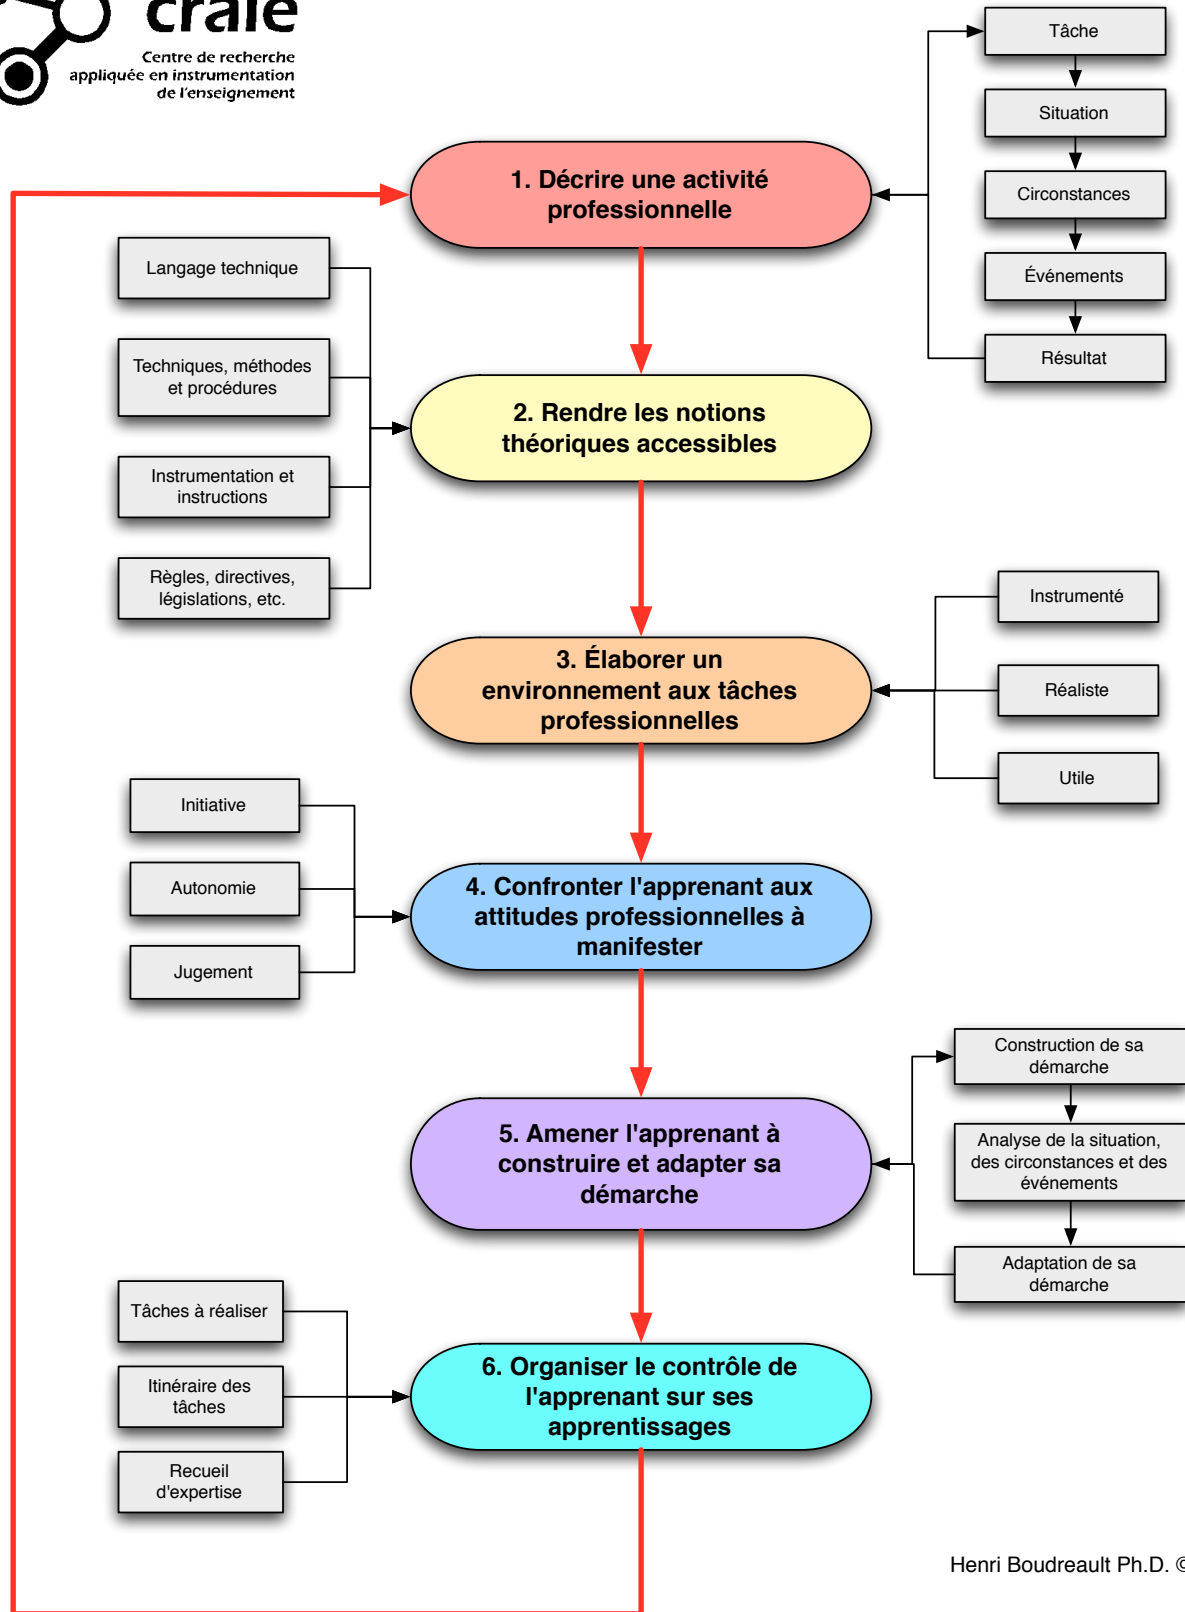 craie
Centre de recherche
appliquée en instrumentation
de l'enseignement
Tâche
Situation
Circonstances
Événements
Résultat
1. Décrire une activité
professionnelle
Langage technique
Techniques, méthodes
et procédures
Instrumentation et
instructions
Règles, directives,
législations, etc.
2. Rendre les notions
théoriques accessibles
Instrumenté
Réaliste
Utile
3. Élaborer un
environnement aux tâches
professionnelles
Initiative
Autonomie
Jugement
4. Confronter l'apprenant aux
attitudes professionnelles à
manifester
Construction de sa
démarche
Analyse de la situation,
des circonstances et des
événements
Adaptation de sa
démarche
5. Amener l'apprenant à
construire et adapter sa
démarche
Tâches à réaliser
Itinéraire des
tâches
Recueil
d'expertise
6. Organiser le contrôle de
l'apprenant sur ses
apprentissages
Henri Boudreault Ph.D. ©